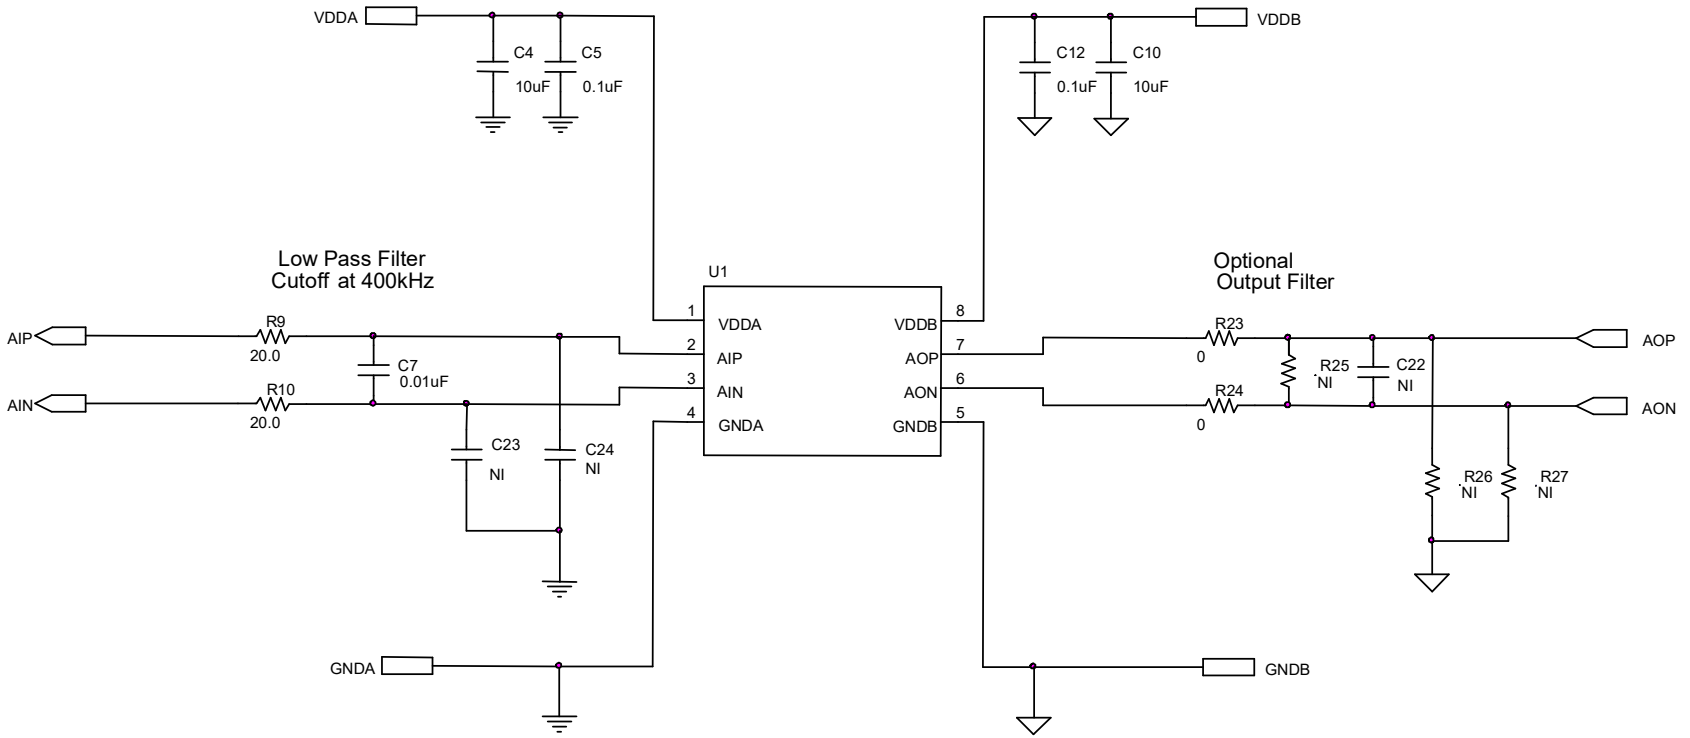 VDDA
VDDB
C4
10uF
C5
0.1uF
C12
0.1uF
C10
10uF
Low Pass Filter
Cutoff at 400kHz
Optional
Output Filter
U1
1
VDDA
2
AIP
3
AIN
4
GNDA
8
VDDB
7
AOP
6
AON
5
GNDB
AIP
R9
20.0
C7
0.01uF
AIN
R10
20.0
C23
NI
C24
NI
R23
0
R24
0
R25
NI
C22
NI
AOP
AON
R26
NI
R27
NI
GNDA
GNDB